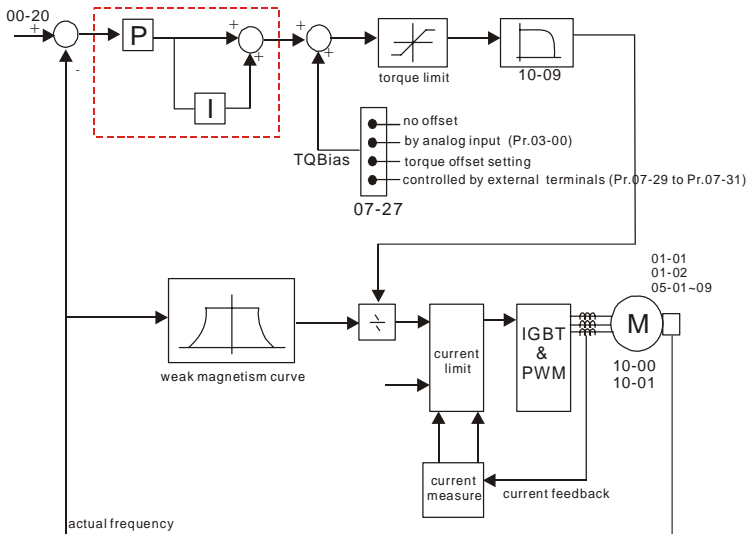 00-20
+
-
P
I
+
+
+
+
torque limit
10-09
no offset
by analog input (Pr.03-00)
torque offset setting
controlled by external terminals (Pr.07-29 to Pr.07-31)
TQBias
07-27
01-01
01-02
05-01~09
weak magnetism curve
÷
current
limit
IGBT
&
PWM
M
10-00
10-01
current
measure
current feedback
actual frequency